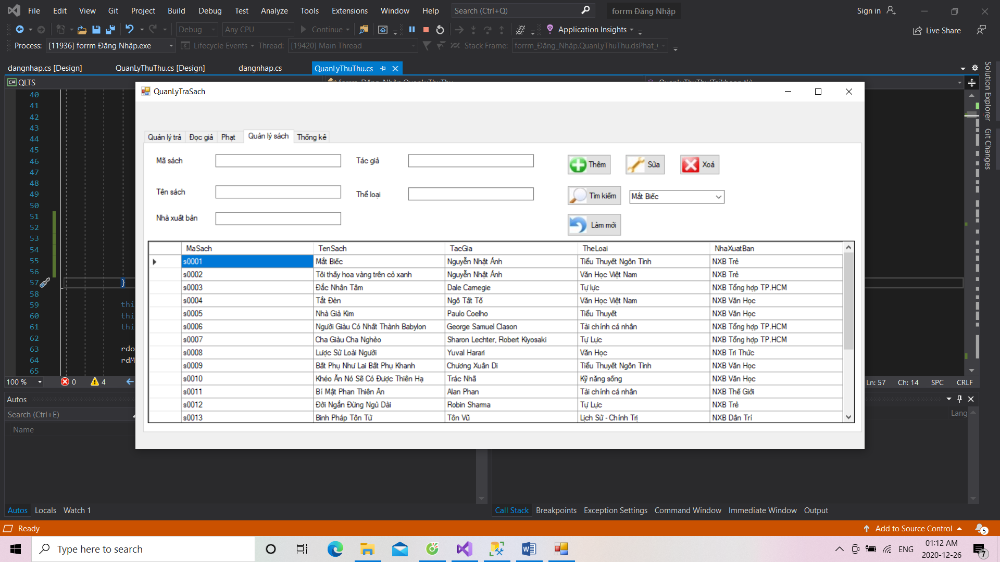 File Edit View Git Project Build Debug Test Analyze Tools Extensions Window Help Search (Ctrl+Q) forrm Đăng Nhập Sign in
Debug Any CPU Continue Application Insights Live Share
Process: [11936] forrm Đăng Nhập.exe Lifecycle Events Thread: [19420] Main Thread Stack Frame: forrm_Đăng_Nhập.QuanLyThuThu.dsPhat_
dangnhap.cs [Design] QuanLyThuThu.cs [Design] dangnhap.cs QuanLyThuThu.cs
C# QLTS
Solution Explorer
Git Changes
QuanLyTraSach
Quản lý trả Đọc giả Phạt Quản lý sách Thống kê
Mã sách Tác giả Thêm Sửa Xoá
Tên sách Thể loại Tìm kiếm Mắt Biếc
Nhà xuất bản Làm mới
MaSach TenSach TacGia TheLoai NhaXuatBan
s0001 Mắt Biếc Nguyễn Nhật Ánh Tiểu Thuyết Ngôn Tình NXB Trẻ
s0002 Tôi thấy hoa vàng trên cỏ xanh Nguyễn Nhật Ánh Văn Học Việt Nam NXB Trẻ
s0003 Đắc Nhân Tâm Dale Carnegie Tự lực NXB Tổng hợp TP.HCM
s0004 Tắt Đèn Ngô Tất Tố Văn Học Việt Nam NXB Văn Học
s0005 Nhà Giả Kim Paulo Coelho Tiểu Thuyết NXB Văn Học
s0006 Người Giàu Có Nhất Thành Babylon George Samuel Clason Tài chính cá nhân NXB Tổng hợp TP.HCM
s0007 Cha Giàu Cha Nghèo Sharon Lechter, Robert Kiyosaki Tự Lực NXB Tổng hợp TP.HCM
s0008 Lược Sử Loài Người Yuval Harari Văn Học NXB Tri Thức
s0009 Bất Phụ Như Lai Bất Phụ Khanh Chương Xuân Di Tiểu Thuyết Ngôn Tình NXB Văn Học
s0010 Khéo Ăn Nó Sẽ Có Được Thiên Hạ Trác Nhã Kỹ năng sống NXB Văn Học
s0011 Bí Mật Phan Thiên Ân Alan Phan Tài chính cá nhân NXB Thế Giới
s0012 Đời Ngắn Đừng Ngủ Dài Robin Sharma Tự Lực NXB Trẻ
s0013 Binh Pháp Tôn Tử Tôn Vũ Lịch Sử - Chính Trị NXB Dân Trí
40
41
42
43
44
45
46
47
48
49
50
51
52
53
54
55
56
57 }
58
59 thi
60 thi
61 thi
62
63 rdo
64 rdM
65
100 % 0 4 Ln: 57 Ch: 14 SPC CRLF
Autos
Search (Ctrl+E) Lang
Name
Autos Locals Watch 1 Call Stack Breakpoints Exception Settings Command Window Immediate Window Output
Ready Add to Source Control 5
Type here to search ENG 01:12 AM
2020-12-26 7